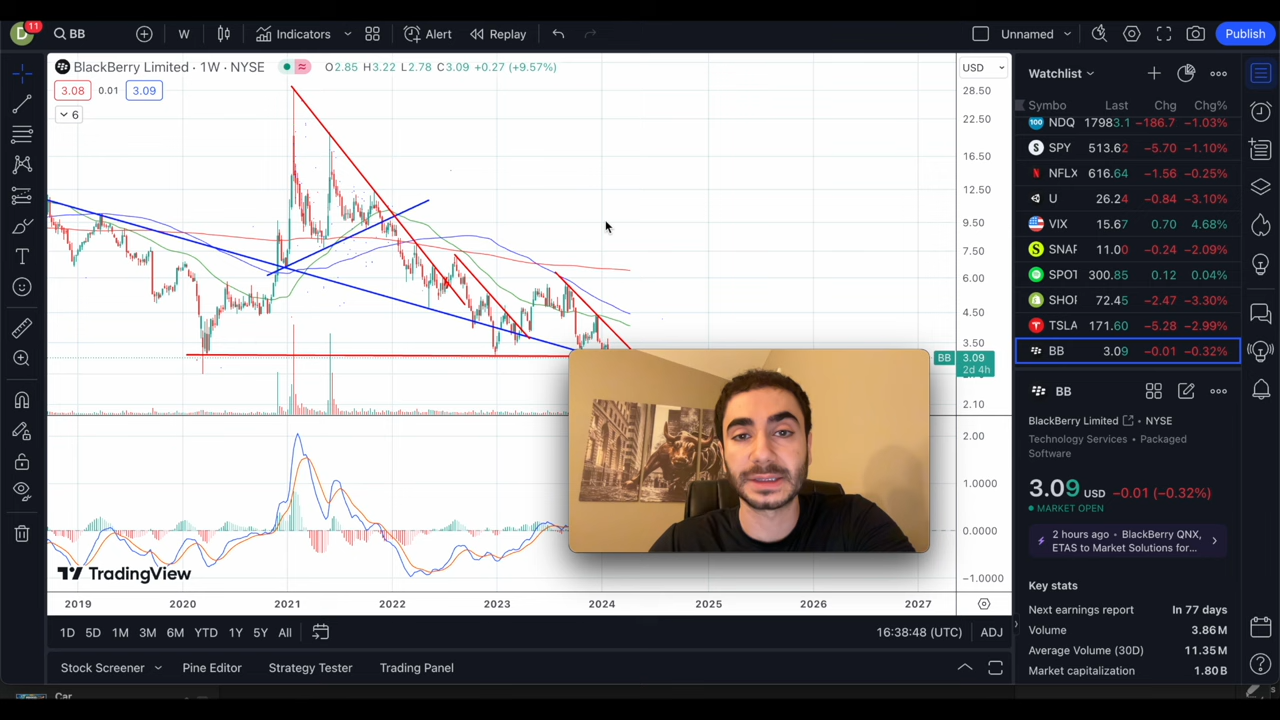 D 11 BB W Indicators Alert Replay Unnamed Publish
BlackBerry Limited · 1W · NYSE O2.85 H3.22 L2.78 C3.09 +0.27 (+9.57%)
3.08 0.01 3.09
6
USD
28.50
22.50
16.50
12.50
9.50
7.50
6.00
4.50
3.50
BB 3.09
2d 4h
2.10
2.00
1.0000
0.0000
−1.0000
TradingView
2019 2020 2021 2022 2023 2024 2025 2026 2027
1D 5D 1M 3M 6M YTD 1Y 5Y All 16:38:48 (UTC) ADJ
Stock Screener Pine Editor Strategy Tester Trading Panel
Car
Watchlist
Symbo Last Chg Chg%
100 NDQ 17983.1 −186.7 −1.03%
SPY 513.62 −5.70 −1.10%
NFLX 616.64 −1.56 −0.25%
U 26.24 −0.84 −3.10%
VIX 15.67 0.70 4.68%
SNAF 11.00 −0.24 −2.09%
SPOT 300.85 0.12 0.04%
SHOF 72.45 −2.47 −3.30%
TSLA 171.60 −5.28 −2.99%
BB 3.09 −0.01 −0.32%
BB
BlackBerry Limited • NYSE
Technology Services • Packaged
Software
3.09 USD −0.01 (−0.32%)
MARKET OPEN
2 hours ago • BlackBerry QNX,
ETAS to Market Solutions for...
Key stats
Next earnings report In 77 days
Volume 3.86M
Average Volume (30D) 11.35M
Market capitalization 1.80B